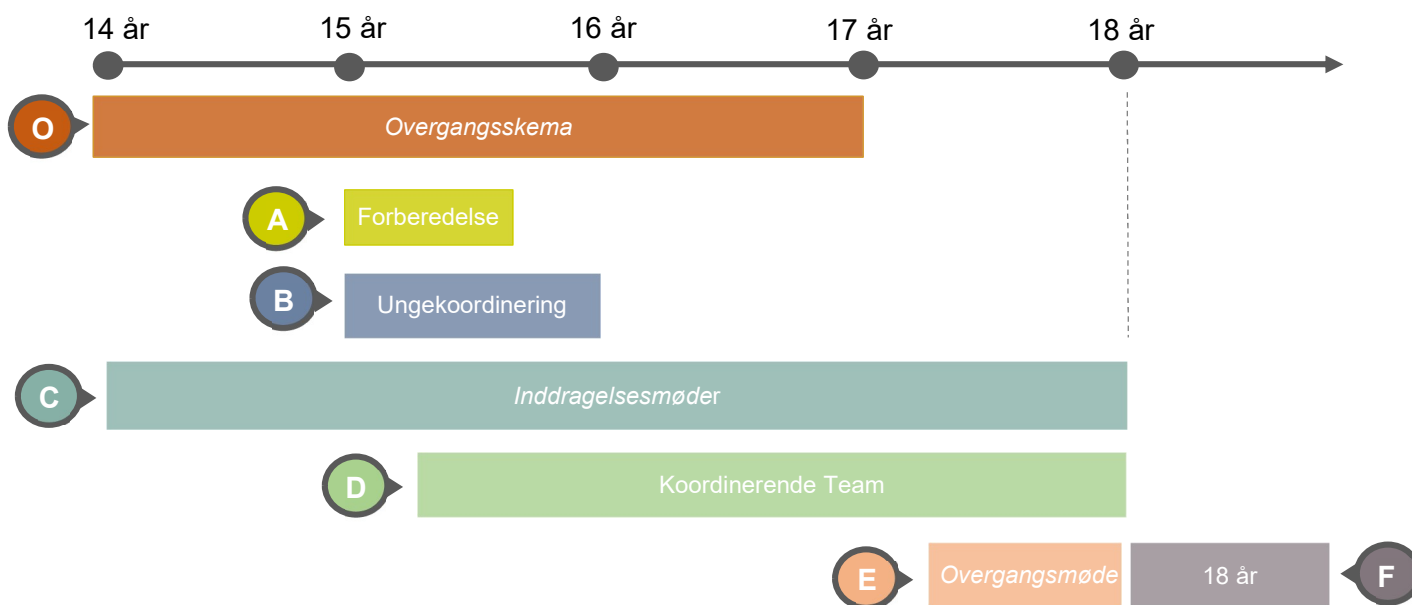 14 år 15 år 16 år 17 år 18 år
O Overgangsskema
A Forberedelse
B Ungekoordinering
C Inddragelsesmøder
D Koordinerende Team
E Overgangsmøde 18 år F